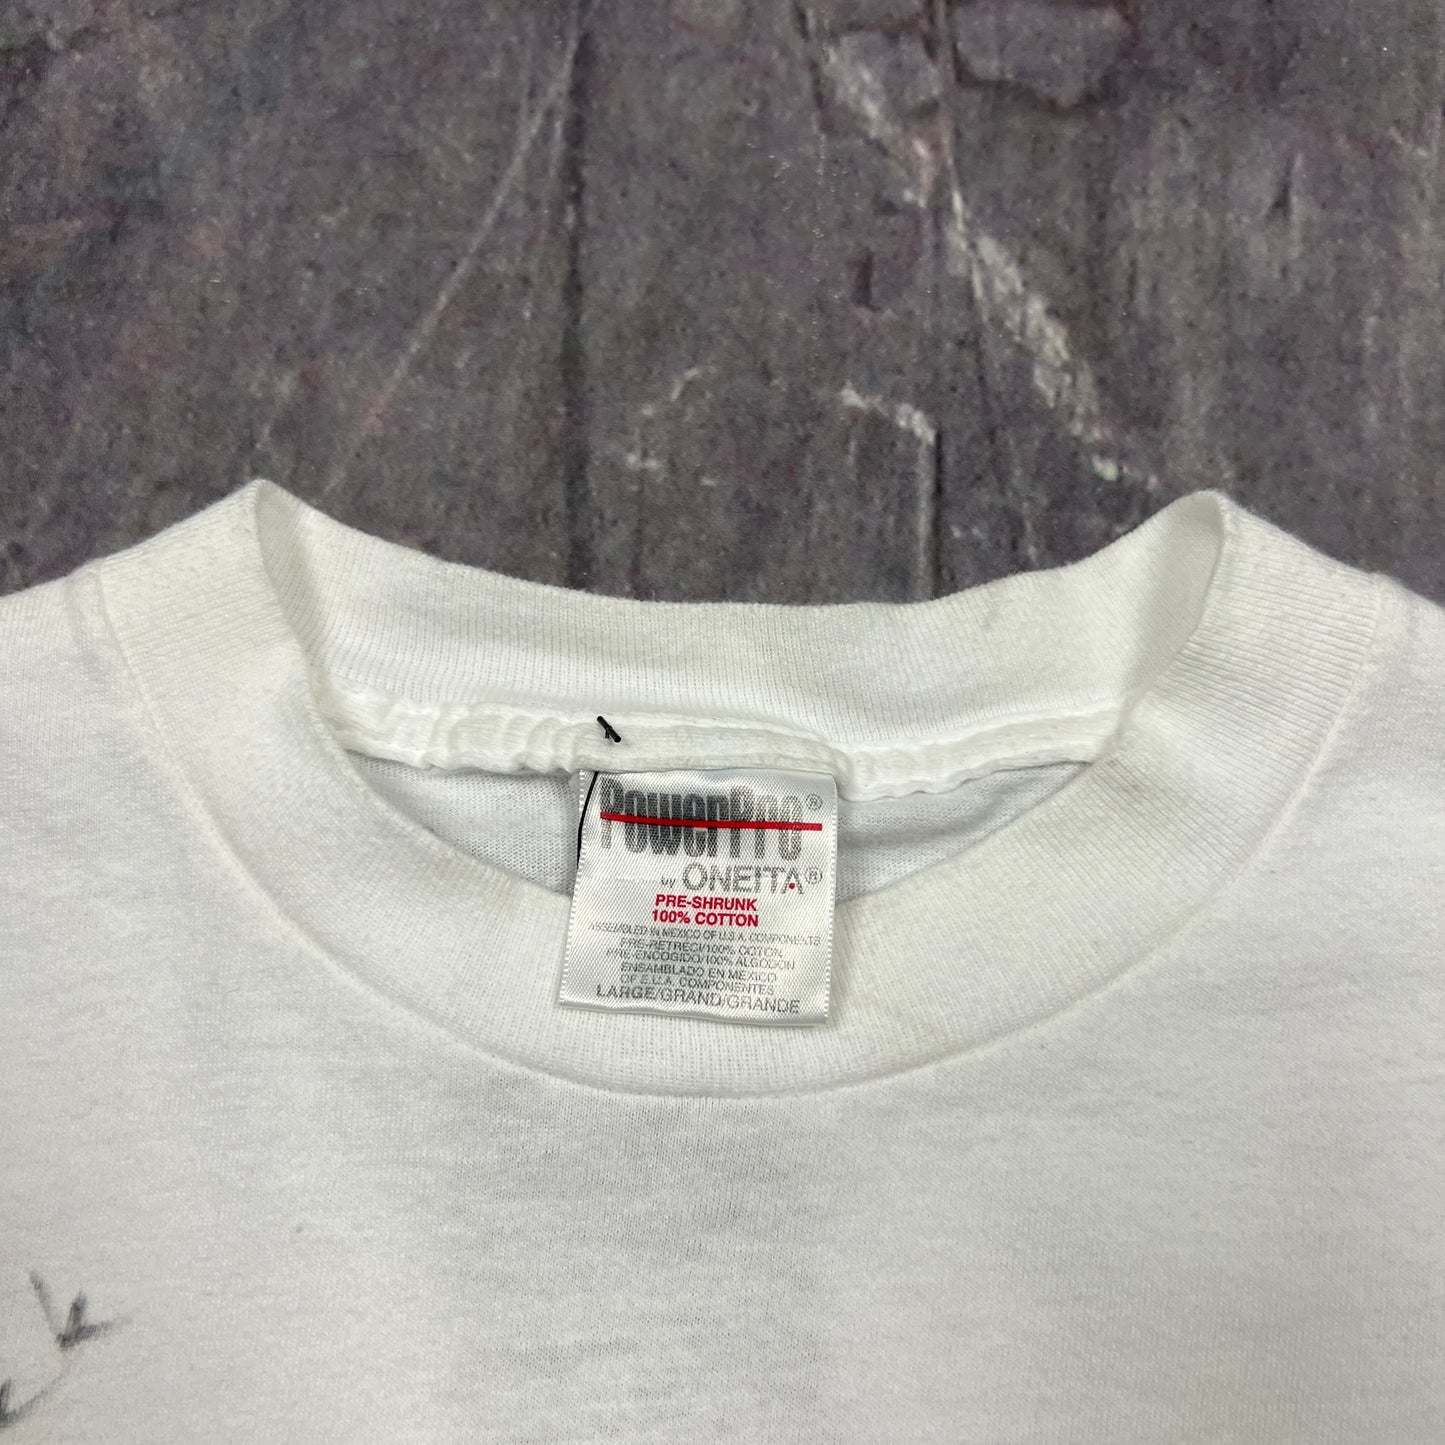 PowerPro®
by ONEITA®
PRE-SHRUNK
100% COTTON
ASSEMBLED IN MEXICO OF U.S.A. COMPONENTS
PRE-RETRECI/100% COTON
PRE-ENCOGIDO/100% ALGODON
ENSAMBLADO EN MEXICO
OF E.U.A. COMPONENTES
LARGE/GRAND/GRANDE